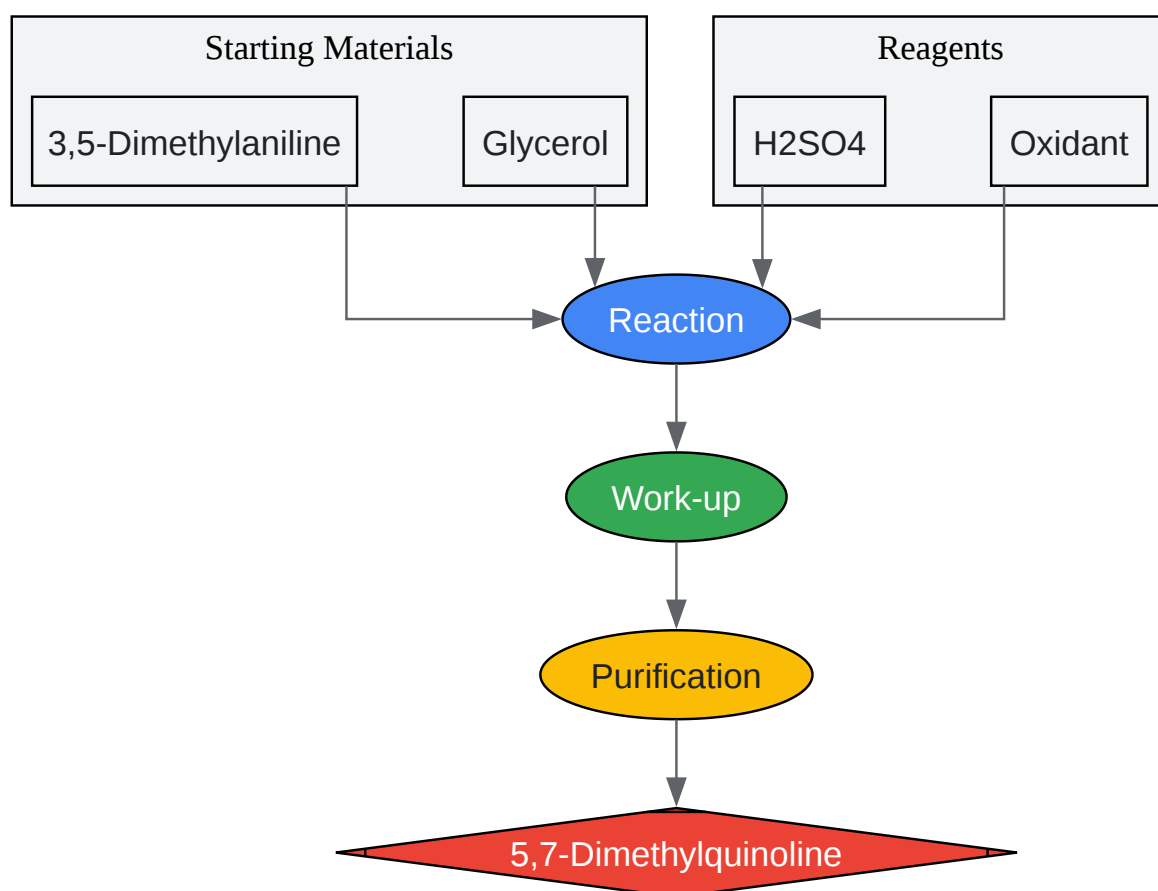 Starting Materials
Reagents
3,5-Dimethylaniline
Glycerol
H2SO4
Oxidant
Reaction
Work-up
Purification
5,7-Dimethylquinoline